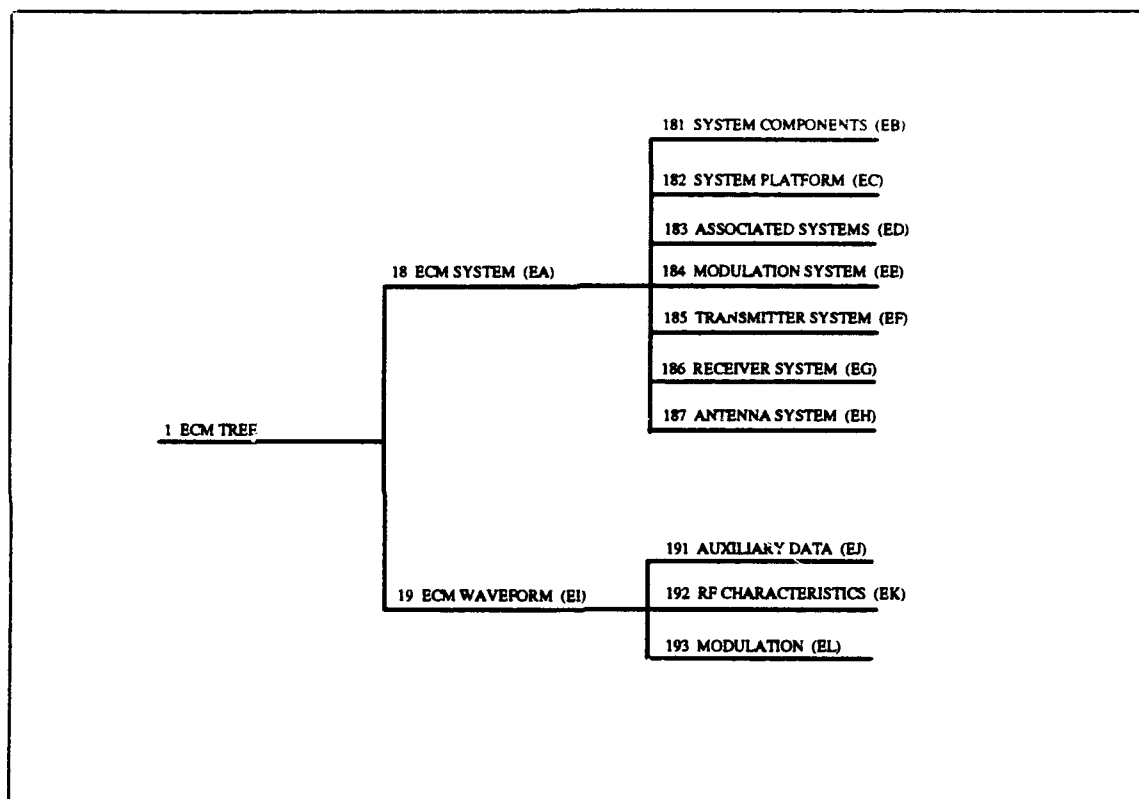 181 SYSTEM COMPONENTS (EB)
182 SYSTEM PLATFORM (EC)
183 ASSOCIATED SYSTEMS (ED)
18 ECM SYSTEM (EA)
184 MODULATION SYSTEM (EE)
185 TRANSMITTER SYSTEM (EF)
186 RECEIVER SYSTEM (EG)
187 ANTENNA SYSTEM (EH)
1 ECM TREE
191 AUXILIARY DATA (EJ)
19 ECM WAVEFORM (EI)
192 RF CHARACTERISTICS (EK)
193 MODULATION (EL)